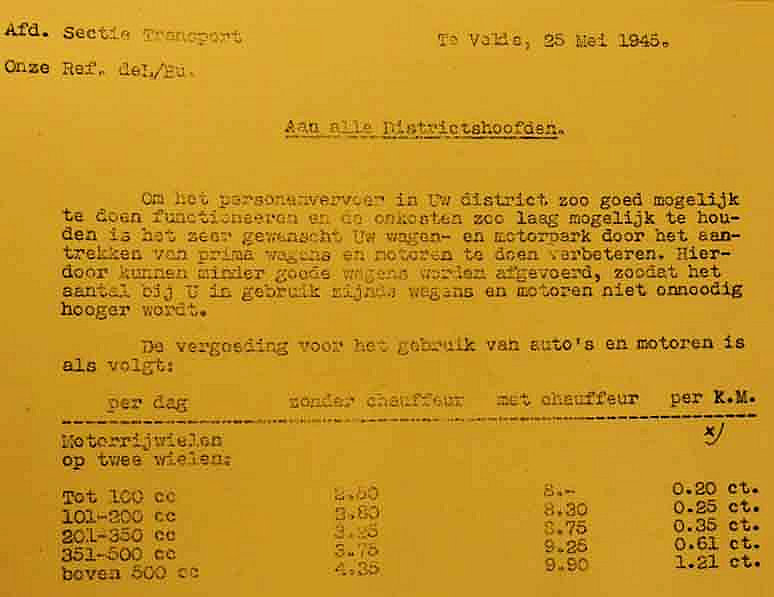 Afd. Sectie Transport
Te Velde, 25 Mei 1945.
Onze Ref. deL/Bu.
Aan alle Districtshoofden.
Om het personenvervoer in Uw district zoo goed mogelijk
te doen functioneeren en de onkosten zoo laag mogelijk te hou-
den is het zeer gewenscht Uw wagen- en motorpark door het aan-
trekken van prima wagens en motoren te doen verbeteren. Hier-
door kunnen minder goede wagens worden afgevoerd, zoodat het
aantal bij U in gebruik zijnde wagens en motoren niet onnoodig
hooger wordt.
De vergoeding voor het gebruik van auto's en motoren is
als volgt:
per dag zonder chauffeur met chauffeur per K.M.
x)
Motorrijwielen
op twee wielen:
Tot 100 cc 8.- 0.20 ct.
101-200 cc 8.30 0.25 ct.
201-350 cc 3.25 8.75 0.35 ct.
351-500 cc 3.75 9.25 0.61 ct.
boven 500 cc 4.35 9.90 1.21 ct.